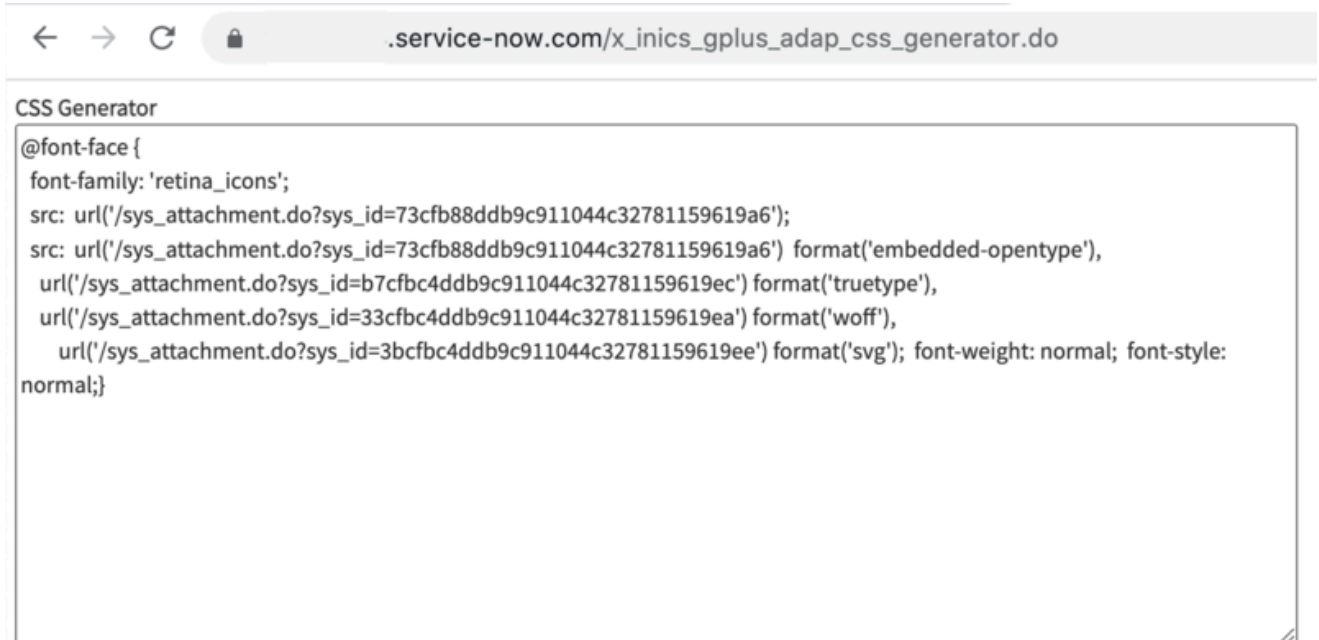 .service-now.com/x_inics_gplus_adap_css_generator.do
CSS Generator
@font-face {
font-family: 'retina_icons';
src: url('/sys_attachment.do?sys_id=73cfb88ddb9c911044c32781159619a6');
src: url('/sys_attachment.do?sys_id=73cfb88ddb9c911044c32781159619a6') format('embedded-opentype'),
url('/sys_attachment.do?sys_id=b7cfbc4ddb9c911044c32781159619ec') format('truetype'),
url('/sys_attachment.do?sys_id=33cfbc4ddb9c911044c32781159619ea') format('woff'),
url('/sys_attachment.do?sys_id=3bcfbc4ddb9c911044c32781159619ee') format('svg'); font-weight: normal; font-style:
normal;}